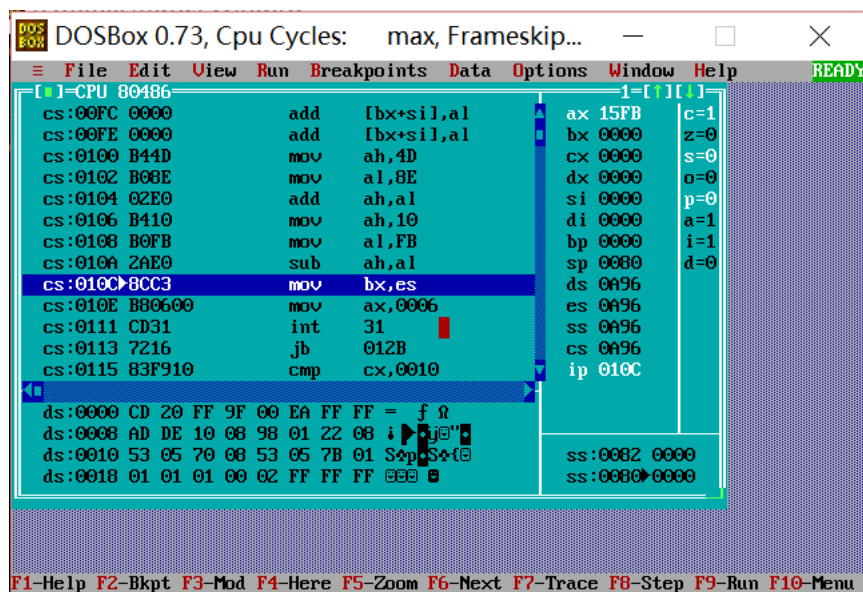 DOSBox 0.73, Cpu Cycles: max, Frameskip...
≡ File Edit View Run Breakpoints Data Options Window Help READY
[■]=CPU 80486 1=[↑][↓]
cs:00FC 0000 add [bx+si],al ax 15FB c=1
cs:00FE 0000 add [bx+si],al bx 0000 z=0
cs:0100 B44D mov ah,4D cx 0000 s=0
cs:0102 B08E mov al,8E dx 0000 o=0
cs:0104 02E0 add ah,al si 0000 p=0
cs:0106 B410 mov ah,10 di 0000 a=1
cs:0108 B0FB mov al,FB bp 0000 i=1
cs:010A 2AE0 sub ah,al sp 0080 d=0
cs:010C►8CC3 mov bx,es ds 0A96
cs:010E B80600 mov ax,0006 es 0A96
cs:0111 CD31 int 31 ss 0A96
cs:0113 7216 jb 012B cs 0A96
cs:0115 83F910 cmp cx,0010 ip 010C
ds:0000 CD 20 FF 9F 00 EA FF FF = ƒ Ω
ds:0008 AD DE 10 08 98 01 22 08
ds:0010 53 05 70 08 53 05 7B 01 S♣p◘S♣{☺ ss:0082 0000
ds:0018 01 01 01 00 02 FF FF FF ☺☺☺ ☻ ss:0080►0000
F1-Help F2-Bkpt F3-Mod F4-Here F5-Zoom F6-Next F7-Trace F8-Step F9-Run F10-Menu